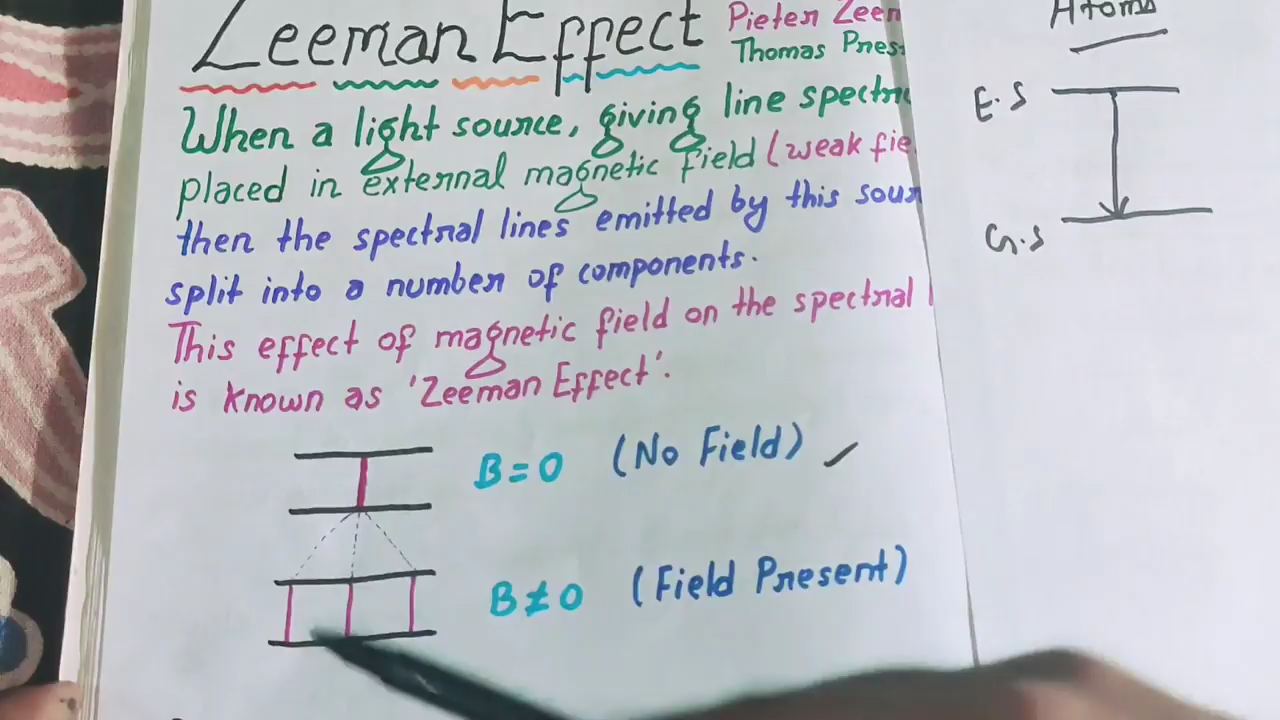 Zeeman Effect
Pieter Zeen
Thomas Pres
When a light source, giving line spectru
placed in external magnetic field (weak fie
then the spectral lines emitted by this sour
split into a number of components.
This effect of magnetic field on the spectral l
is known as 'Zeeman Effect'.
B=0 (No Field)
B≠0 (Field Present)
Atoms
E.S
G.S